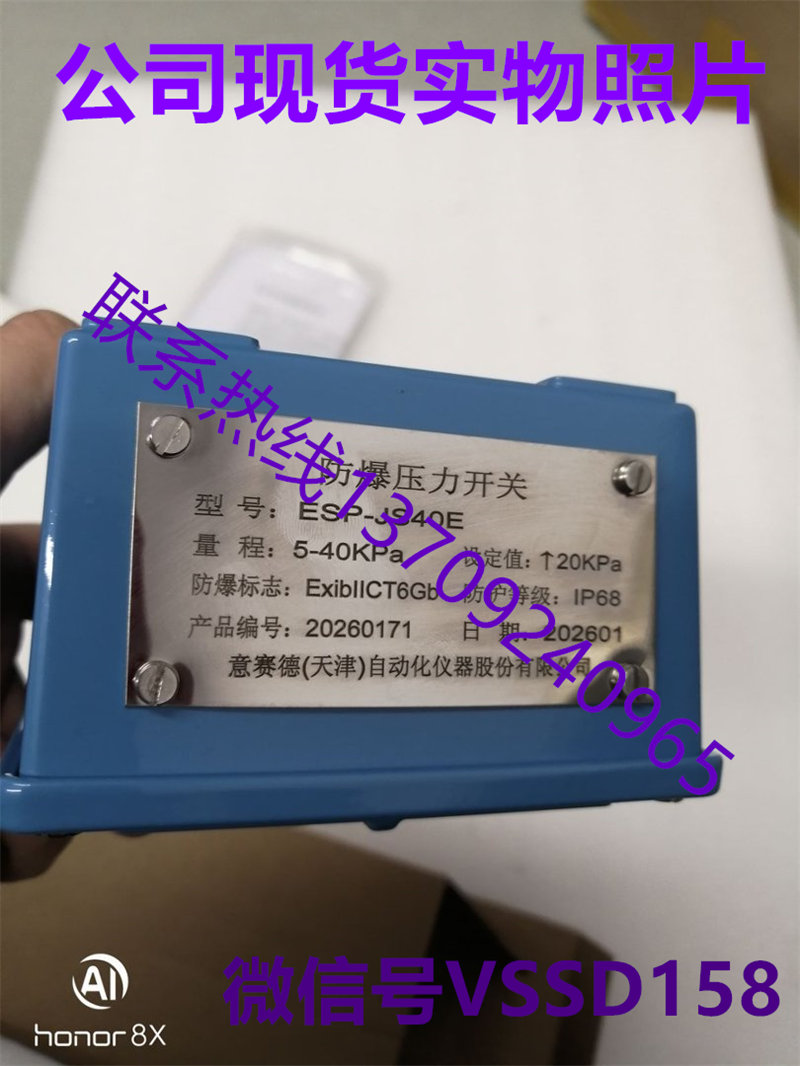 公司现货实物照片
联系热线13709240965
防爆压力开关
型 号：ESP-JS40E
量 程：5-40KPa 设定值：↑20KPa
防爆标志：ExibIICT6Gb 防护等级：IP68
产品编号：20260171 日 期：202601
意赛德(天津)自动化仪器股份有限公司
微信号VSSD158
AI
honor 8X